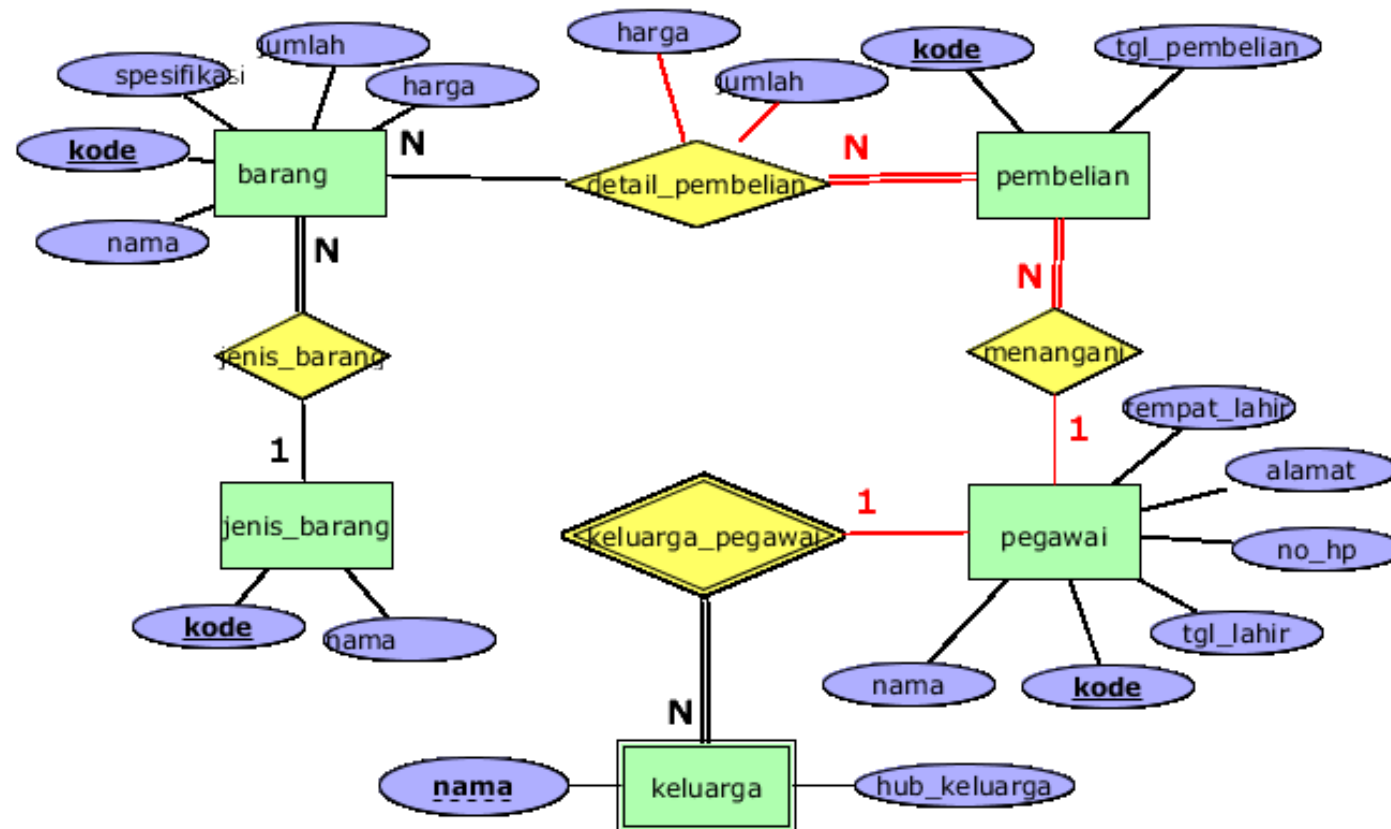 harga
kode
tgl_pembelian
jumlah
spesifikasi
harga
jumlah
kode
barang
N
detail_pembelian
N
pembelian
nama
N
N
jenis_barang
menangani
1
1
tempat_lahir
alamat
jenis_barang
keluarga_pegawai
1
pegawai
no_hp
kode
nama
tgl_lahir
nama
kode
N
nama
keluarga
hub_keluarga